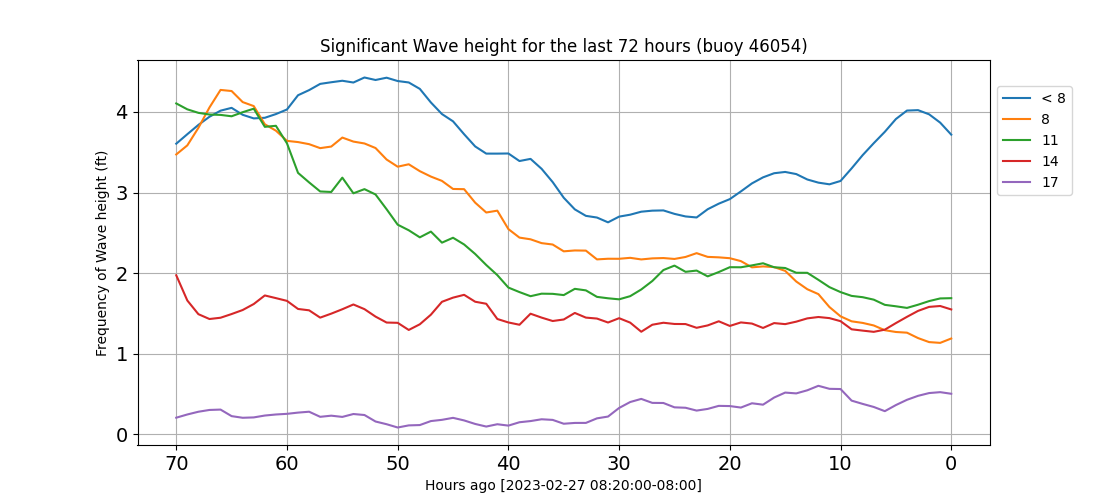 Significant Wave height for the last 72 hours (buoy 46054)
Frequency of Wave height (ft)
4
3
2
1
0
70 60 50 40 30 20 10 0
Hours ago [2023-02-27 08:20:00-08:00]
< 8
8
11
14
17